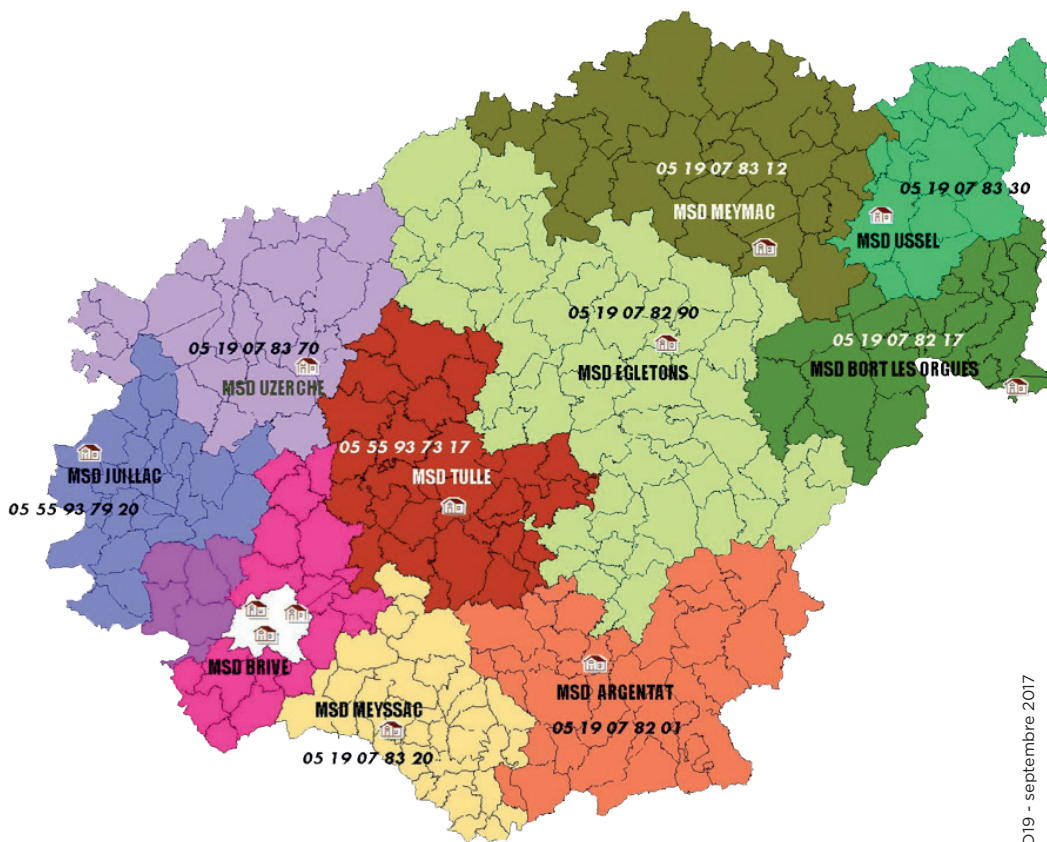 05 19 07 83 12
MSD MEYMAC
05 19 07 83 30
MSD USSEL
05 19 07 82 90
MSD EGLETONS
05 19 07 82 17
MSD BORT LES ORGUES
05 19 07 83 70
MSD UZERCHE
05 55 93 73 17
MSD TULLE
MSD JUILLAC
05 55 93 79 20
MSD BRIVE
MSD MEYSSAC
05 19 07 83 20
MSD ARGENTAT
05 19 07 82 01
D19 - septembre 2017